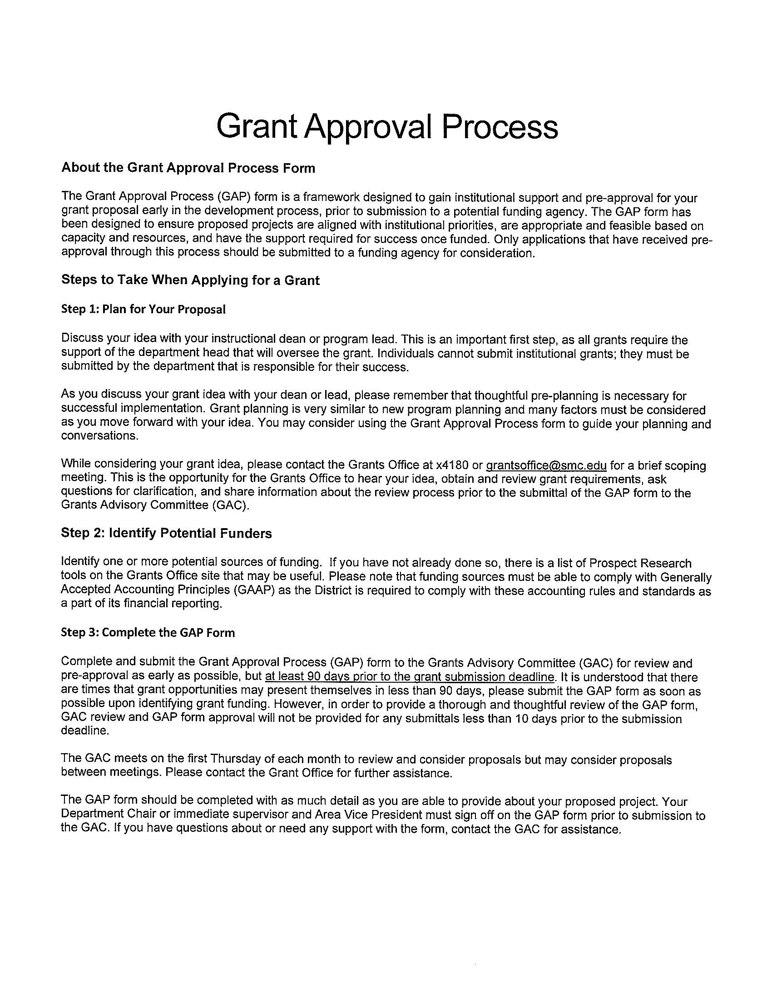 Grant Approval Process
About the Grant Approval Process Form
The Grant Approval Process (GAP) form is a framework designed to gain institutional support and pre-approval for your
grant proposal early in the development process, prior to submission to a potential funding agency. The GAP form has
been designed to ensure proposed projects are aligned with institutional priorities, are appropriate and feasible based on
capacity and resources, and have the support required for success once funded. Only applications that have received pre-
approval through this process should be submitted to a funding agency for consideration.
Steps to Take When Applying for a Grant
Step 1: Plan for Your Proposal
Discuss your idea with your instructional dean or program lead. This is an important first step, as all grants require the
support of the department head that will oversee the grant. Individuals cannot submit institutional grants; they must be
submitted by the department that is responsible for their success.
As you discuss your grant idea with your dean or lead, please remember that thoughtful pre-planning is necessary for
successful implementation. Grant planning is very similar to new program planning and many factors must be considered
as you move forward with your idea. You may consider using the Grant Approval Process form to guide your planning and
conversations.
While considering your grant idea, please contact the Grants Office at x4180 or grantsoffice@smc.edu for a brief scoping
meeting. This is the opportunity for the Grants Office to hear your idea, obtain and review grant requirements, ask
questions for clarification, and share information about the review process prior to the submittal of the GAP form to the
Grants Advisory Committee (GAC).
Step 2: Identify Potential Funders
Identify one or more potential sources of funding.  If you have not already done so, there is a list of Prospect Research
tools on the Grants Office site that may be useful. Please note that funding sources must be able to comply with Generally
Accepted Accounting Principles (GAAP) as the District is required to comply with these accounting rules and standards as
a part of its financial reporting.
Step 3: Complete the GAP Form
Complete and submit the Grant Approval Process (GAP) form to the Grants Advisory Committee (GAC) for review and
pre-approval as early as possible, but at least 90 days prior to the grant submission deadline. It is understood that there
are times that grant opportunities may present themselves in less than 90 days, please submit the GAP form as soon as
possible upon identifying grant funding. However, in order to provide a thorough and thoughtful review of the GAP form,
GAC review and GAP form approval will not be provided for any submittals less than 10 days prior to the submission
deadline.
The GAC meets on the first Thursday of each month to review and consider proposals but may consider proposals
between meetings. Please contact the Grant Office for further assistance.
The GAP form should be completed with as much detail as you are able to provide about your proposed project. Your
Department Chair or immediate supervisor and Area Vice President must sign off on the GAP form prior to submission to
the GAC. If you have questions about or need any support with the form, contact the GAC for assistance.